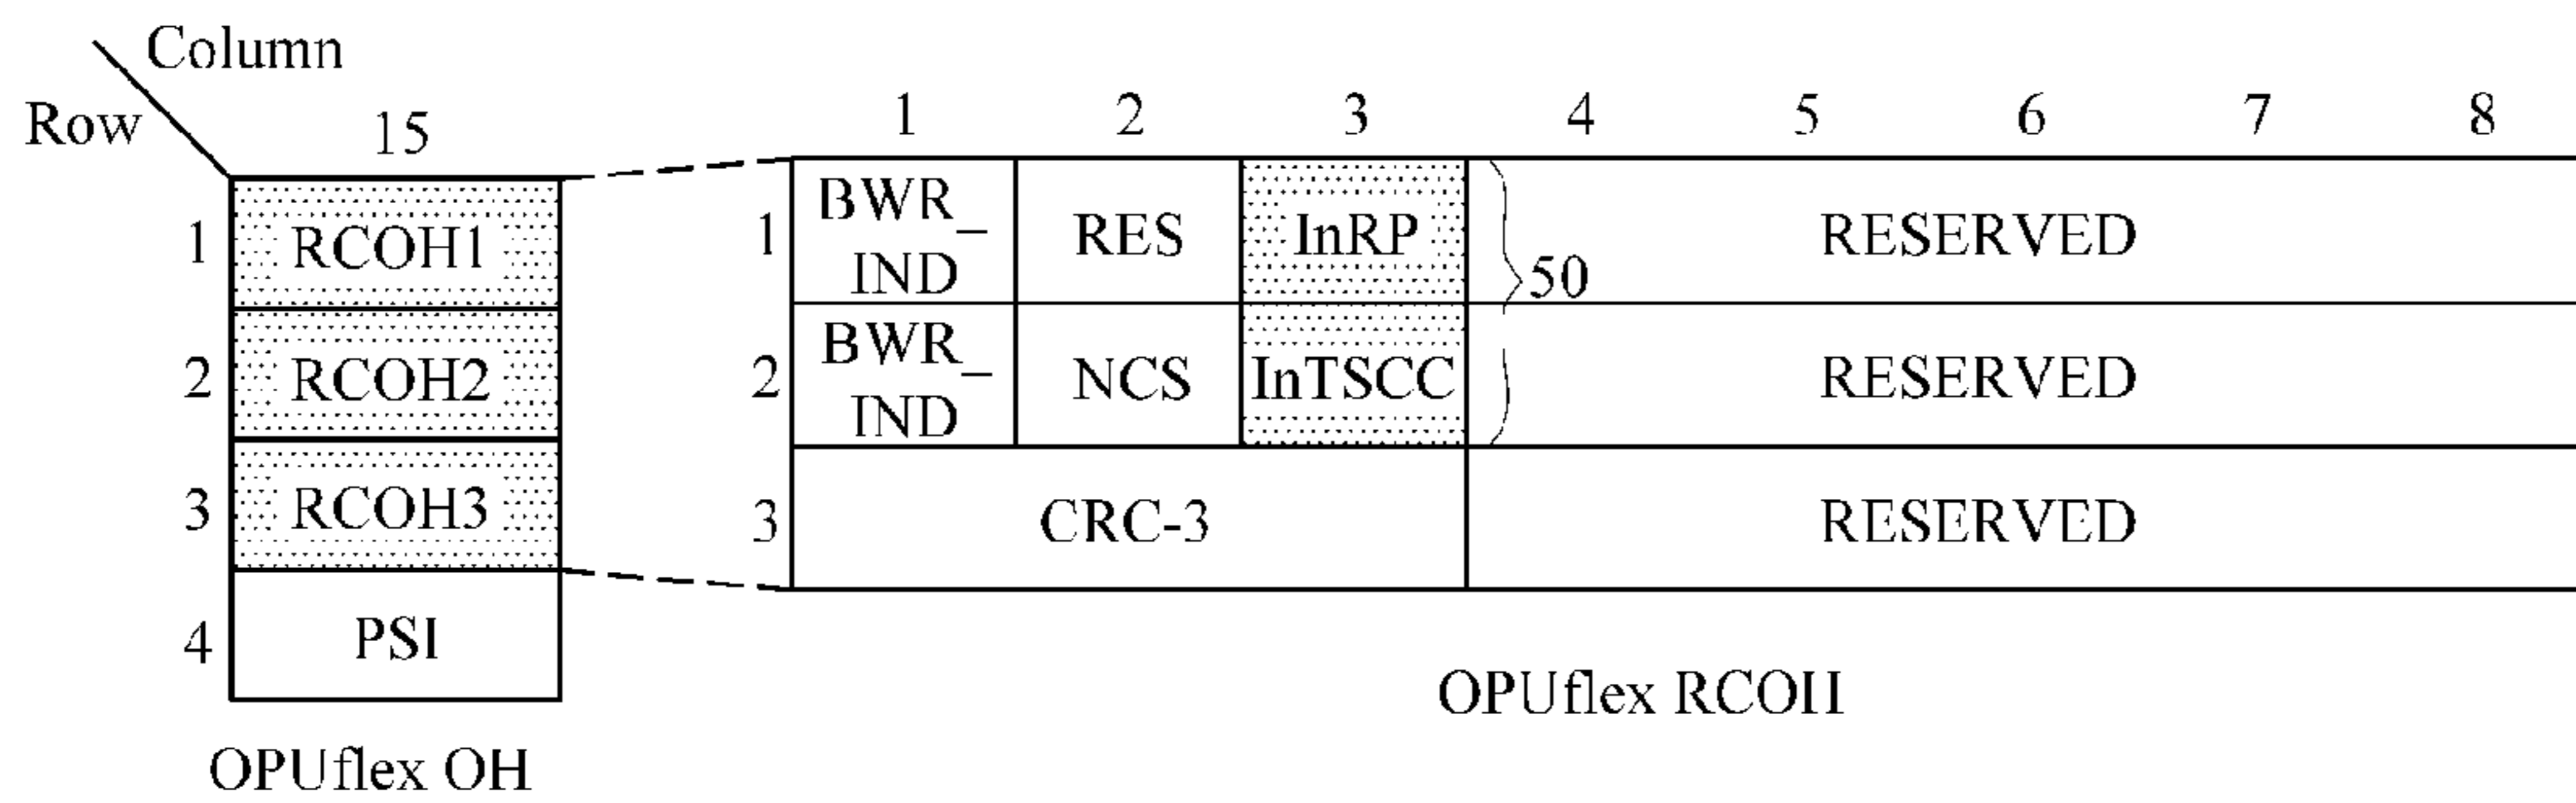 Column
Row
15
1 RCOH1
2 RCOH2
3 RCOH3
4 PSI
OPUflex OH
1 2 3 4 5 6 7 8
1 BWR_ IND RES InRP RESERVED
50
2 BWR_ IND NCS InTSCC RESERVED
3 CRC-3 RESERVED
OPUflex RCOH